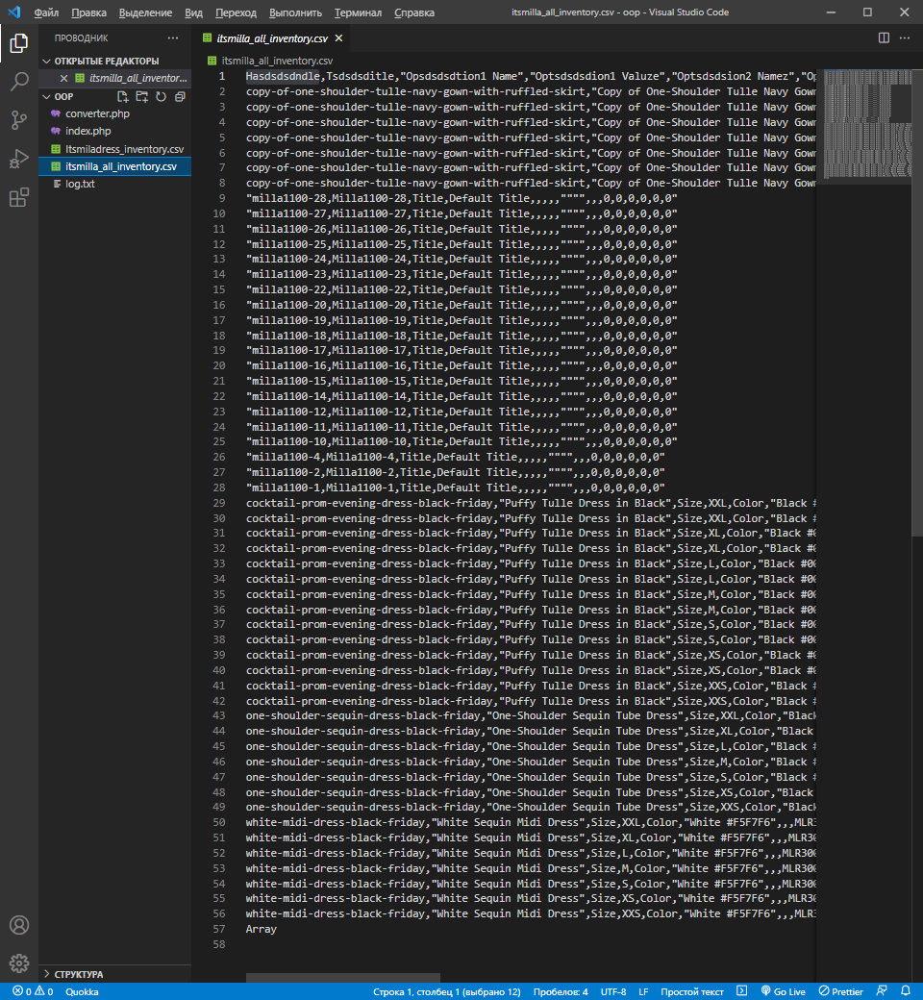 Файл Правка Выделение Вид Переход Выполнить Терминал Справка itsmilla_all_inventory.csv - oop - Visual Studio Code
ПРОВОДНИК
ОТКРЫТЫЕ РЕДАКТОРЫ
itsmilla_all_inventor...
OOP
converter.php
index.php
Itsmiladress_inventory.csv
itsmilla_all_inventory.csv
log.txt
СТРУКТУРА
itsmilla_all_inventory.csv
itsmilla_all_inventory.csv
1 Hasdsdsdndle,Tsdsdsditle,"Opsdsdsdtion1 Name","Optsdsdsdion1 Valuze","Optsdsdsion2 Namez","Op
2 copy-of-one-shoulder-tulle-navy-gown-with-ruffled-skirt,"Copy of One-Shoulder Tulle Navy Gown
3 copy-of-one-shoulder-tulle-navy-gown-with-ruffled-skirt,"Copy of One-Shoulder Tulle Navy Gown
4 copy-of-one-shoulder-tulle-navy-gown-with-ruffled-skirt,"Copy of One-Shoulder Tulle Navy Gown
5 copy-of-one-shoulder-tulle-navy-gown-with-ruffled-skirt,"Copy of One-Shoulder Tulle Navy Gown
6 copy-of-one-shoulder-tulle-navy-gown-with-ruffled-skirt,"Copy of One-Shoulder Tulle Navy Gown
7 copy-of-one-shoulder-tulle-navy-gown-with-ruffled-skirt,"Copy of One-Shoulder Tulle Navy Gown
8 copy-of-one-shoulder-tulle-navy-gown-with-ruffled-skirt,"Copy of One-Shoulder Tulle Navy Gown
9 "milla1100-28,Milla1100-28,Title,Default Title,,,,,"""",,,0,0,0,0,0,0"
10 "milla1100-27,Milla1100-27,Title,Default Title,,,,,"""",,,0,0,0,0,0,0"
11 "milla1100-26,Milla1100-26,Title,Default Title,,,,,"""",,,0,0,0,0,0,0"
12 "milla1100-25,Milla1100-25,Title,Default Title,,,,,"""",,,0,0,0,0,0,0"
13 "milla1100-24,Milla1100-24,Title,Default Title,,,,,"""",,,0,0,0,0,0,0"
14 "milla1100-23,Milla1100-23,Title,Default Title,,,,,"""",,,0,0,0,0,0,0"
15 "milla1100-22,Milla1100-22,Title,Default Title,,,,,"""",,,0,0,0,0,0,0"
16 "milla1100-20,Milla1100-20,Title,Default Title,,,,,"""",,,0,0,0,0,0,0"
17 "milla1100-19,Milla1100-19,Title,Default Title,,,,,"""",,,0,0,0,0,0,0"
18 "milla1100-18,Milla1100-18,Title,Default Title,,,,,"""",,,0,0,0,0,0,0"
19 "milla1100-17,Milla1100-17,Title,Default Title,,,,,"""",,,0,0,0,0,0,0"
20 "milla1100-16,Milla1100-16,Title,Default Title,,,,,"""",,,0,0,0,0,0,0"
21 "milla1100-15,Milla1100-15,Title,Default Title,,,,,"""",,,0,0,0,0,0,0"
22 "milla1100-14,Milla1100-14,Title,Default Title,,,,,"""",,,0,0,0,0,0,0"
23 "milla1100-12,Milla1100-12,Title,Default Title,,,,,"""",,,0,0,0,0,0,0"
24 "milla1100-11,Milla1100-11,Title,Default Title,,,,,"""",,,0,0,0,0,0,0"
25 "milla1100-10,Milla1100-10,Title,Default Title,,,,,"""",,,0,0,0,0,0,0"
26 "milla1100-4,Milla1100-4,Title,Default Title,,,,,"""",,,0,0,0,0,0,0"
27 "milla1100-2,Milla1100-2,Title,Default Title,,,,,"""",,,0,0,0,0,0,0"
28 "milla1100-1,Milla1100-1,Title,Default Title,,,,,"""",,,0,0,0,0,0,0"
29 cocktail-prom-evening-dress-black-friday,"Puffy Tulle Dress in Black",Size,XXL,Color,"Black #
30 cocktail-prom-evening-dress-black-friday,"Puffy Tulle Dress in Black",Size,XXL,Color,"Black #
31 cocktail-prom-evening-dress-black-friday,"Puffy Tulle Dress in Black",Size,XL,Color,"Black #0
32 cocktail-prom-evening-dress-black-friday,"Puffy Tulle Dress in Black",Size,XL,Color,"Black #0
33 cocktail-prom-evening-dress-black-friday,"Puffy Tulle Dress in Black",Size,L,Color,"Black #00
34 cocktail-prom-evening-dress-black-friday,"Puffy Tulle Dress in Black",Size,L,Color,"Black #00
35 cocktail-prom-evening-dress-black-friday,"Puffy Tulle Dress in Black",Size,M,Color,"Black #00
36 cocktail-prom-evening-dress-black-friday,"Puffy Tulle Dress in Black",Size,M,Color,"Black #00
37 cocktail-prom-evening-dress-black-friday,"Puffy Tulle Dress in Black",Size,S,Color,"Black #00
38 cocktail-prom-evening-dress-black-friday,"Puffy Tulle Dress in Black",Size,S,Color,"Black #00
39 cocktail-prom-evening-dress-black-friday,"Puffy Tulle Dress in Black",Size,XS,Color,"Black #0
40 cocktail-prom-evening-dress-black-friday,"Puffy Tulle Dress in Black",Size,XS,Color,"Black #0
41 cocktail-prom-evening-dress-black-friday,"Puffy Tulle Dress in Black",Size,XXS,Color,"Black #
42 cocktail-prom-evening-dress-black-friday,"Puffy Tulle Dress in Black",Size,XXS,Color,"Black #
43 one-shoulder-sequin-dress-black-friday,"One-Shoulder Sequin Tube Dress",Size,XXL,Color,"Black
44 one-shoulder-sequin-dress-black-friday,"One-Shoulder Sequin Tube Dress",Size,XL,Color,"Black
45 one-shoulder-sequin-dress-black-friday,"One-Shoulder Sequin Tube Dress",Size,L,Color,"Black #
46 one-shoulder-sequin-dress-black-friday,"One-Shoulder Sequin Tube Dress",Size,M,Color,"Black #
47 one-shoulder-sequin-dress-black-friday,"One-Shoulder Sequin Tube Dress",Size,S,Color,"Black #
48 one-shoulder-sequin-dress-black-friday,"One-Shoulder Sequin Tube Dress",Size,XS,Color,"Black
49 one-shoulder-sequin-dress-black-friday,"One-Shoulder Sequin Tube Dress",Size,XXS,Color,"Black
50 white-midi-dress-black-friday,"White Sequin Midi Dress",Size,XXL,Color,"White #F5F7F6",,,MLR3
51 white-midi-dress-black-friday,"White Sequin Midi Dress",Size,XL,Color,"White #F5F7F6",,,MLR30
52 white-midi-dress-black-friday,"White Sequin Midi Dress",Size,L,Color,"White #F5F7F6",,,MLR300
53 white-midi-dress-black-friday,"White Sequin Midi Dress",Size,M,Color,"White #F5F7F6",,,MLR300
54 white-midi-dress-black-friday,"White Sequin Midi Dress",Size,S,Color,"White #F5F7F6",,,MLR300
55 white-midi-dress-black-friday,"White Sequin Midi Dress",Size,XS,Color,"White #F5F7F6",,,MLR30
56 white-midi-dress-black-friday,"White Sequin Midi Dress",Size,XXS,Color,"White #F5F7F6",,,MLR3
57 Array
58
0 0 Quokka Строка 1, столбец 1 (выбрано 12) Пробелов: 4 UTF-8 LF Простой текст Go Live Prettier